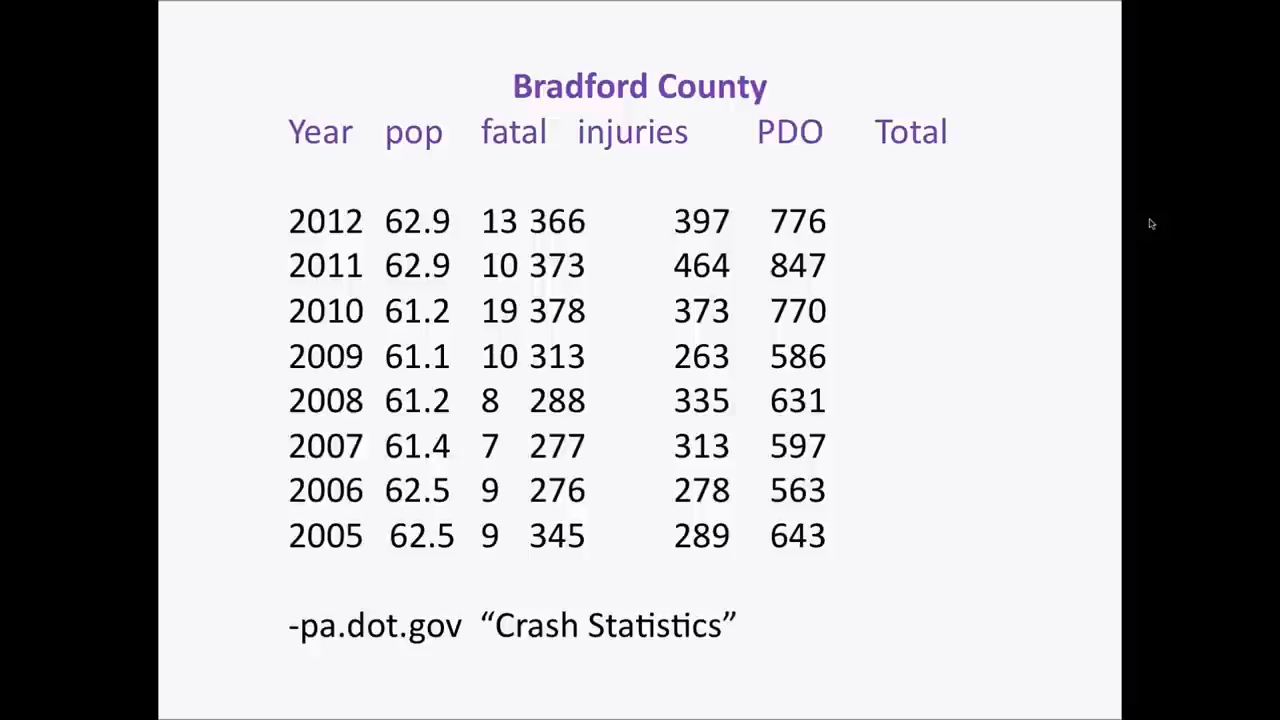 Bradford County
Year pop fatal injuries PDO Total
2012 62.9 13 366 397 776
2011 62.9 10 373 464 847
2010 61.2 19 378 373 770
2009 61.1 10 313 263 586
2008 61.2 8 288 335 631
2007 61.4 7 277 313 597
2006 62.5 9 276 278 563
2005 62.5 9 345 289 643
-pa.dot.gov “Crash Statistics”